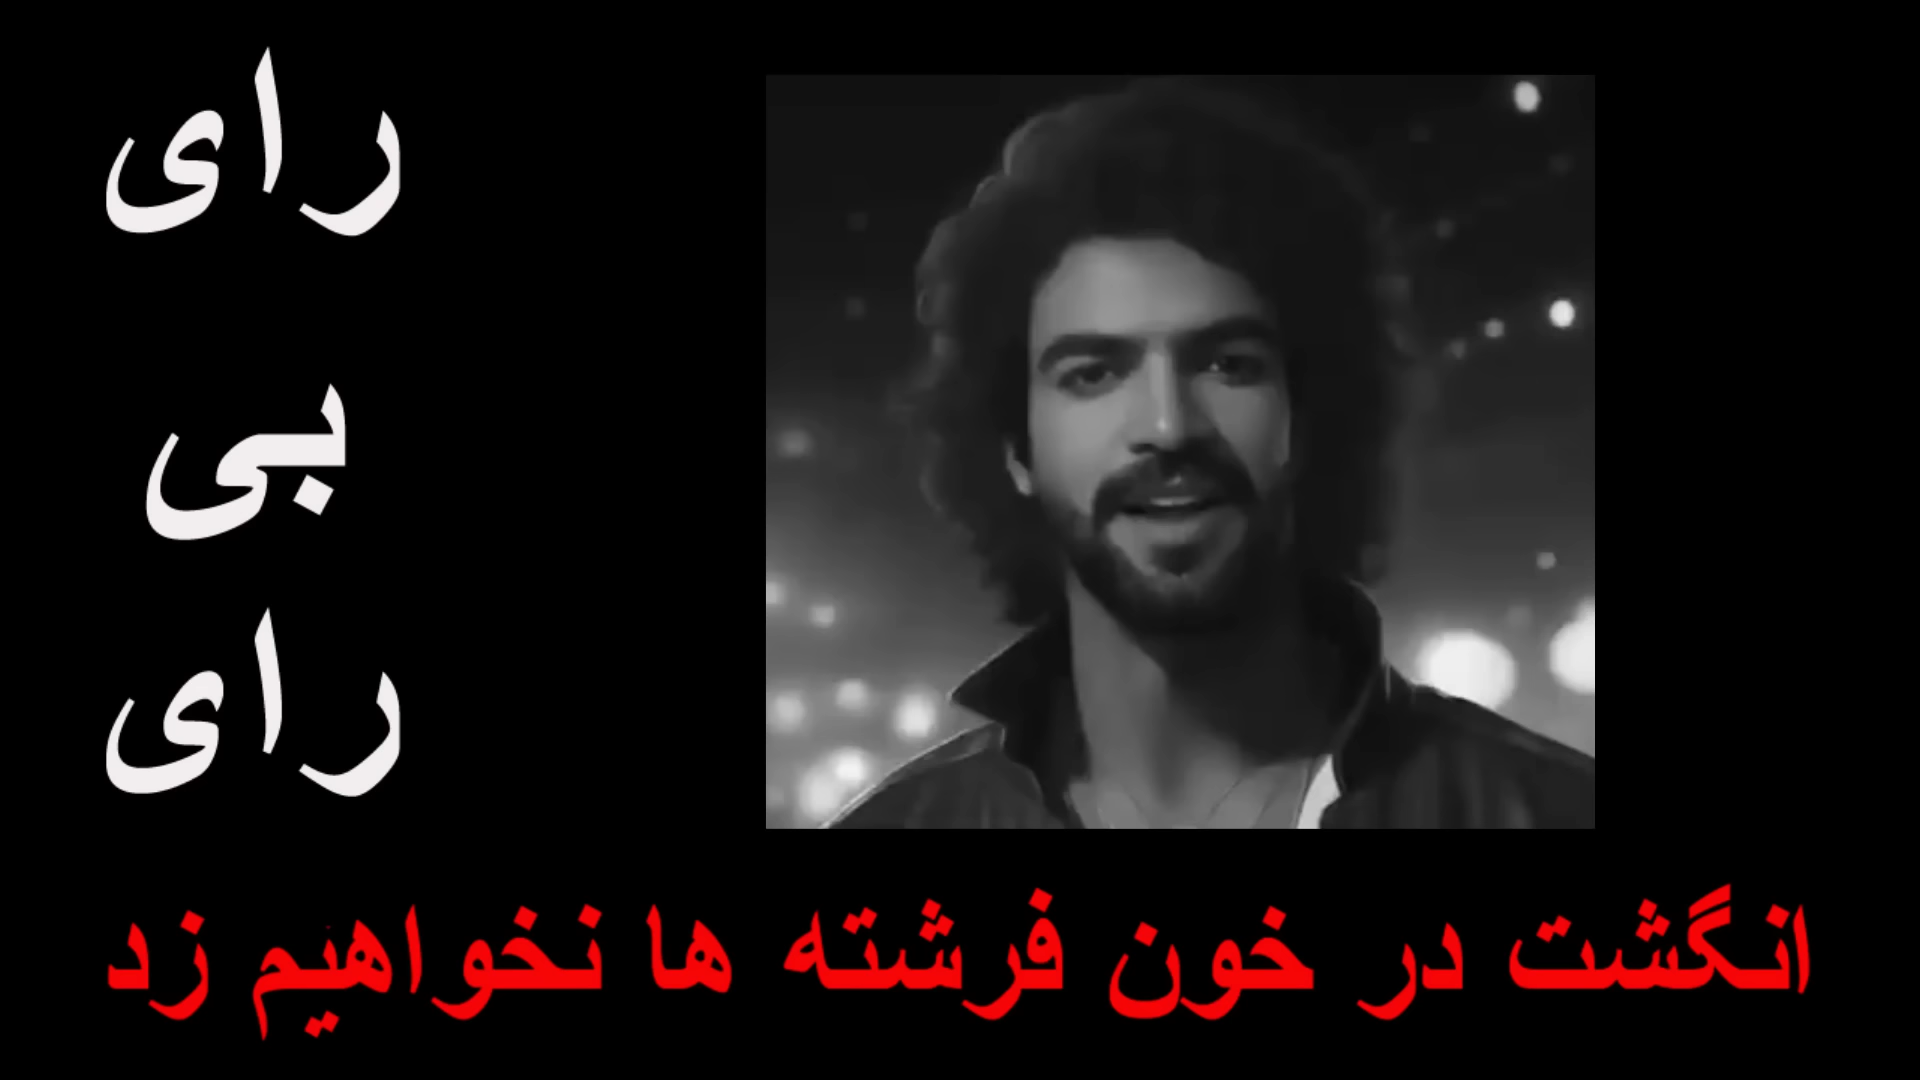 رای
بی
رای
انگشت در خون فرشته ها نخواهیم زد